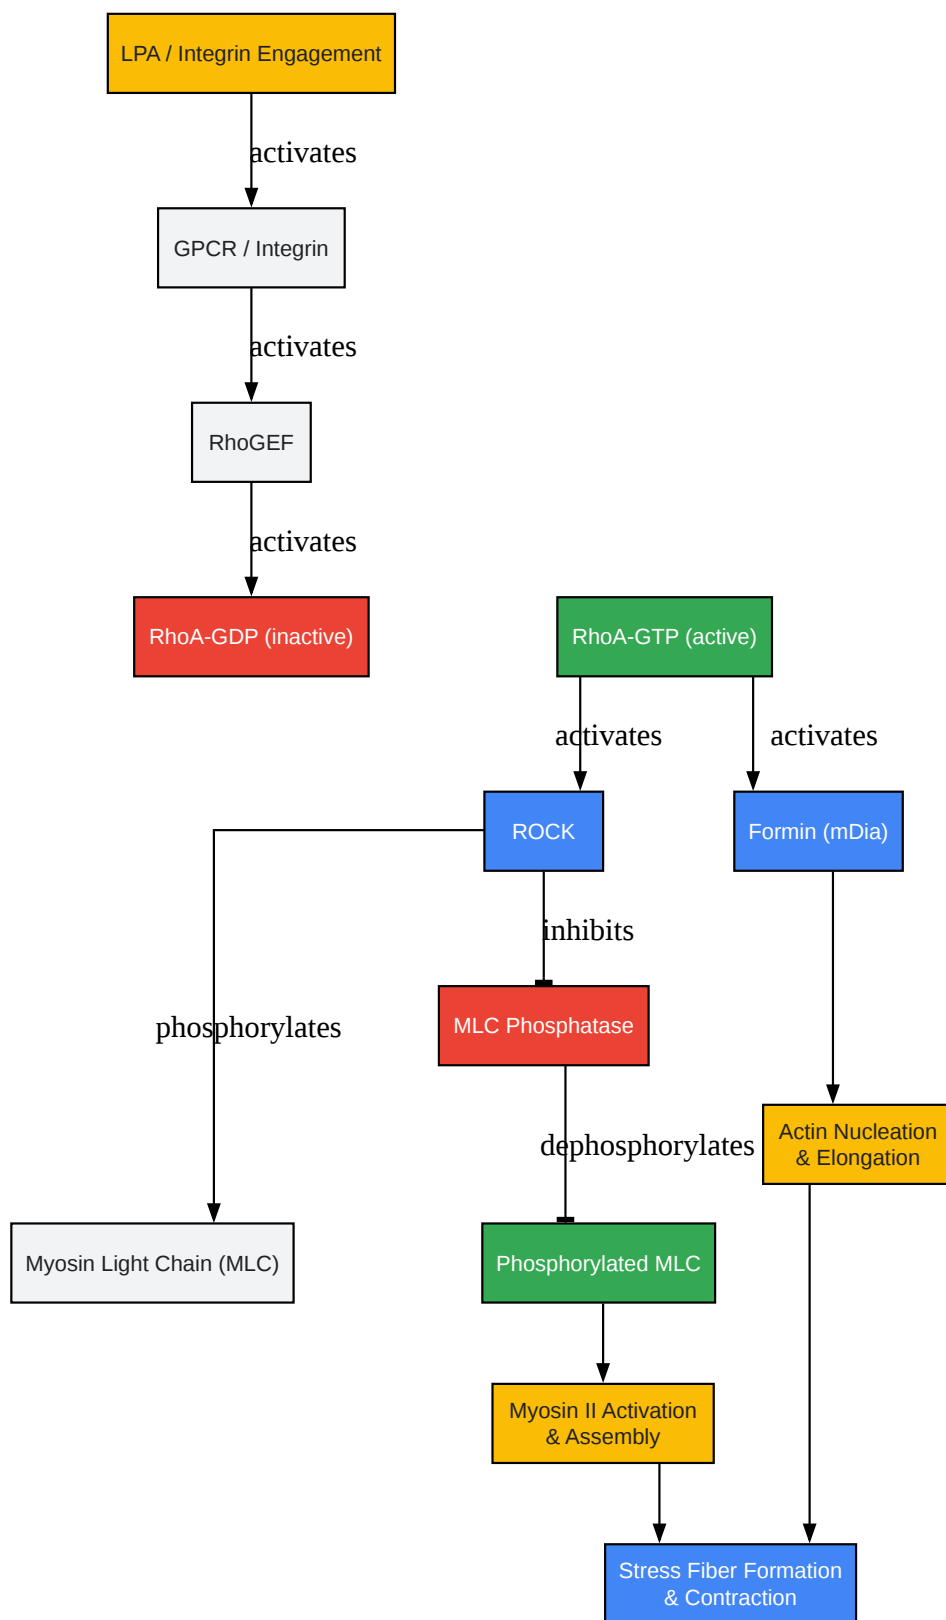 LPA / Integrin Engagement
activates
GPCR / Integrin
activates
RhoGEF
activates
RhoA-GDP (inactive)
RhoA-GTP (active)
activates
activates
ROCK
Formin (mDia)
inhibits
MLC Phosphatase
phosphorylates
dephosphorylates
Actin Nucleation
& Elongation
Myosin Light Chain (MLC)
Phosphorylated MLC
Myosin II Activation
& Assembly
Stress Fiber Formation
& Contraction